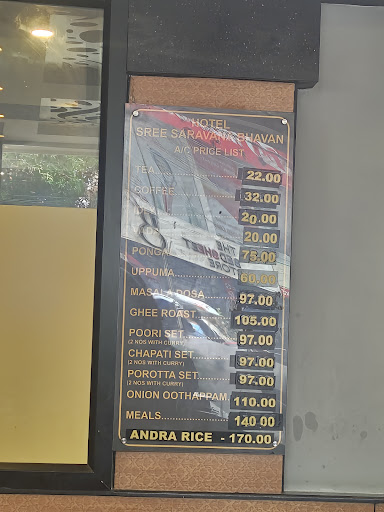 HOTEL
SREE SARAVANA BHAVAN
A/C PRICE LIST
TEA 22.00
COFFEE 32.00
20.00
20.00
PONGAL 75.00
UPPUMA 60.00
MASALA DOSA 97.00
GHEE ROAST 105.00
POORI SET 97.00
(2 NOS WITH CURRY)
CHAPATI SET 97.00
(2 NOS WITH CURRY)
POROTTA SET 97.00
(2 NOS WITH CURRY)
ONION OOTHAPPAM 110.00
MEALS 140.00
ANDRA RICE - 170.00